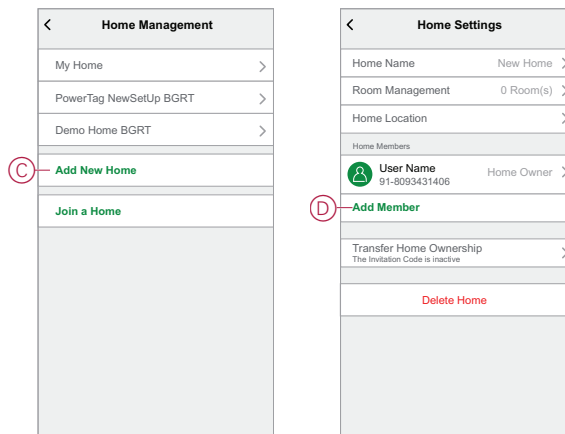 Home Management
My Home
PowerTag NewSetUp BGRT
Demo Home BGRT
C
Add New Home
Join a Home
Home Settings
Home Name New Home
Room Management 0 Room(s)
Home Location
Home Members
User Name
91-8093431406
Home Owner
D
Add Member
Transfer Home Ownership
The Invitation Code is inactive
Delete Home